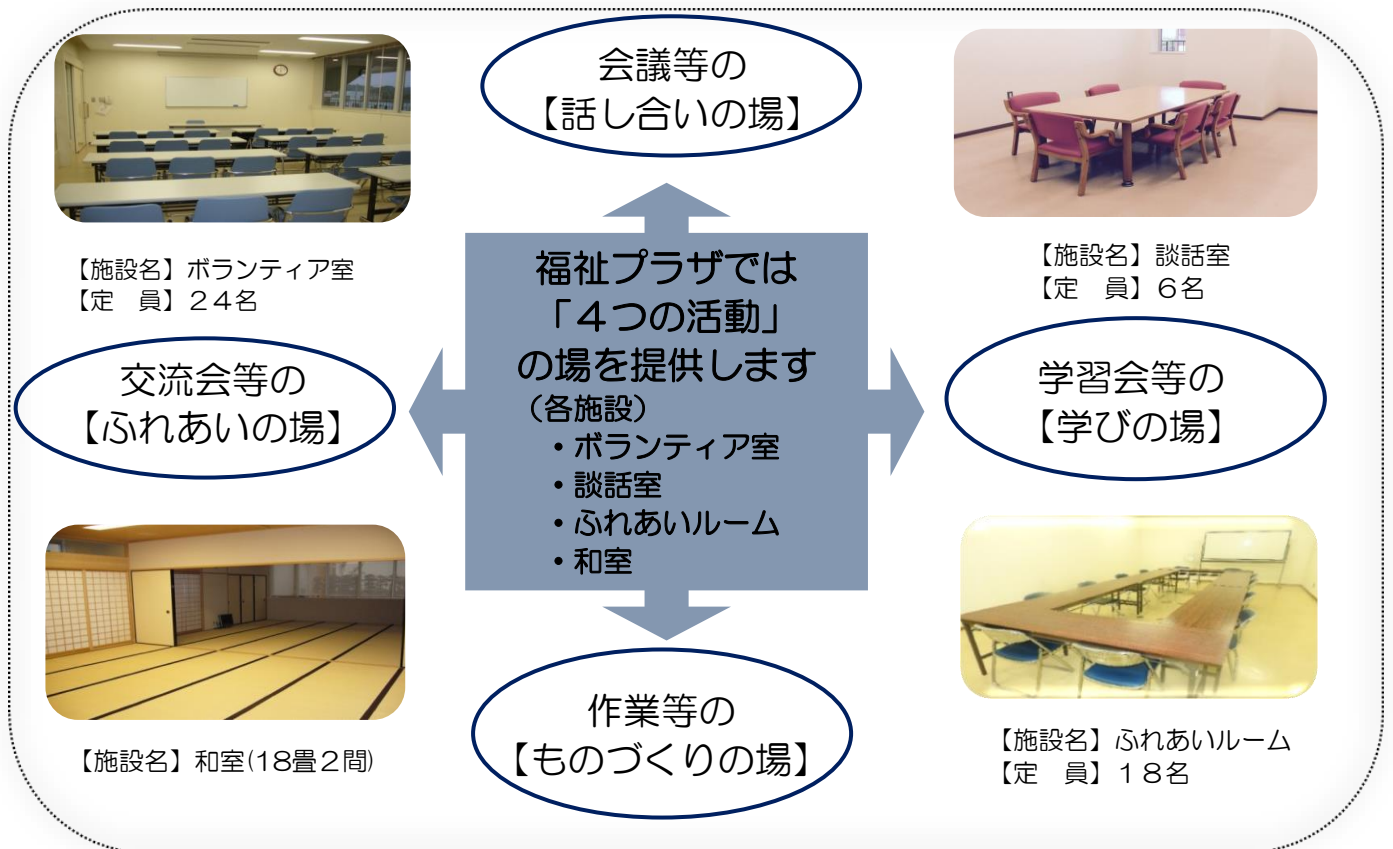 会議等の
【話し合いの場】
【施設名】ボランティア室
【定　員】２４名
【施設名】談話室
【定　員】６名
福祉プラザでは
「４つの活動」
の場を提供します
（各施設）
・ボランティア室
・談話室
・ふれあいルーム
・和室
交流会等の
【ふれあいの場】
学習会等の
【学びの場】
作業等の
【ものづくりの場】
【施設名】和室(18畳２間)
【施設名】ふれあいルーム
【定　員】１８名